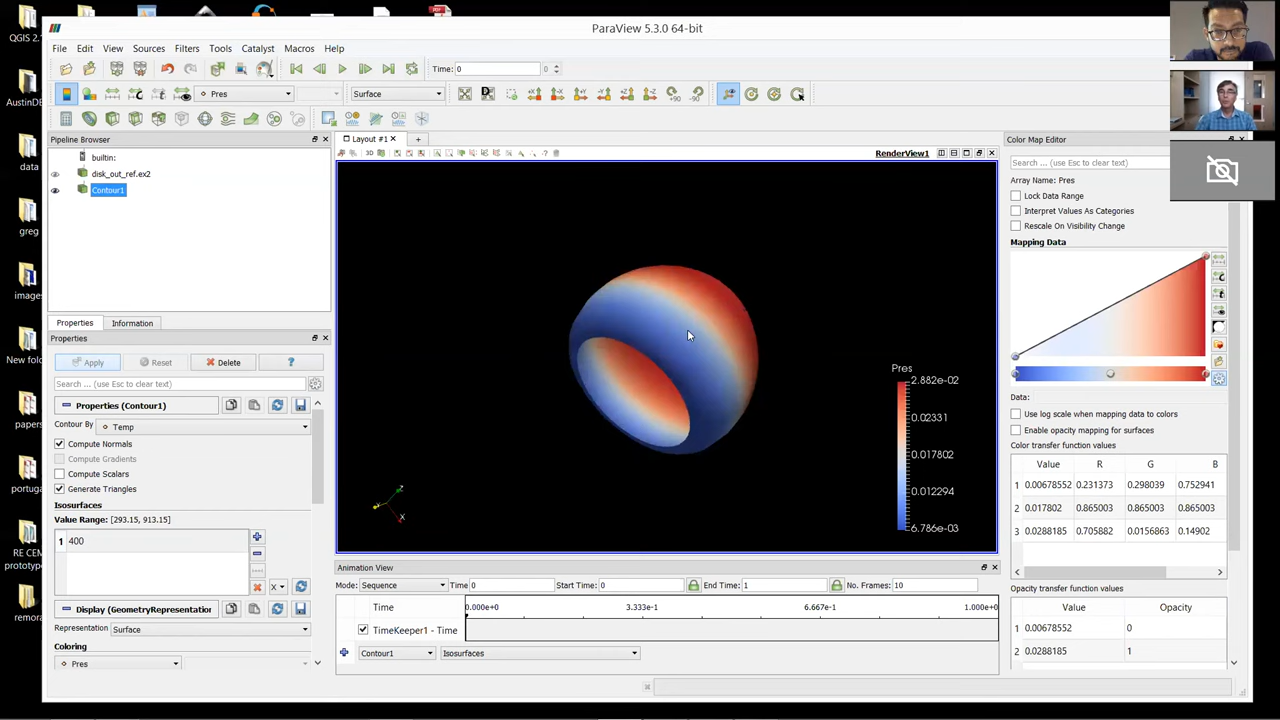 QGIS 2.
AustinDE
data
greg
images
New fold
papers
portuga
RE CEM
prototype
remora
ParaView 5.3.0 64-bit
File Edit View Sources Filters Tools Catalyst Macros Help
Time: 0 0
Pres Surface
Pipeline Browser
builtin:
disk_out_ref.ex2
Contour1
Properties Information
Properties
Apply Reset Delete ?
Search ... (use Esc to clear text)
Properties (Contour1)
Contour By Temp
Compute Normals
Compute Gradients
Compute Scalars
Generate Triangles
Isosurfaces
Value Range: [293.15, 913.15]
1 400
Display (GeometryRepresentation
Representation Surface
Coloring
Pres
Layout #1
RenderView1
Pres
2.882e-02
0.02331
0.017802
0.012294
6.786e-03
Z
Y
X
Animation View
Mode: Sequence Time 0 Start Time: 0 End Time: 1 No. Frames: 10
Time 0.000e+0 3.333e-1 6.667e-1 1.000e+0
TimeKeeper1 - Time
Contour1 Isosurfaces
Color Map Editor
Search ... (use Esc to clear text)
Array Name: Pres
Lock Data Range
Interpret Values As Categories
Rescale On Visibility Change
Mapping Data
Data:
Use log scale when mapping data to colors
Enable opacity mapping for surfaces
Color transfer function values
Value R G B
1 0.00678552 0.231373 0.298039 0.752941
2 0.017802 0.865003 0.865003 0.865003
3 0.0288185 0.705882 0.0156863 0.14902
Opacity transfer function values
Value Opacity
1 0.00678552 0
2 0.0288185 1